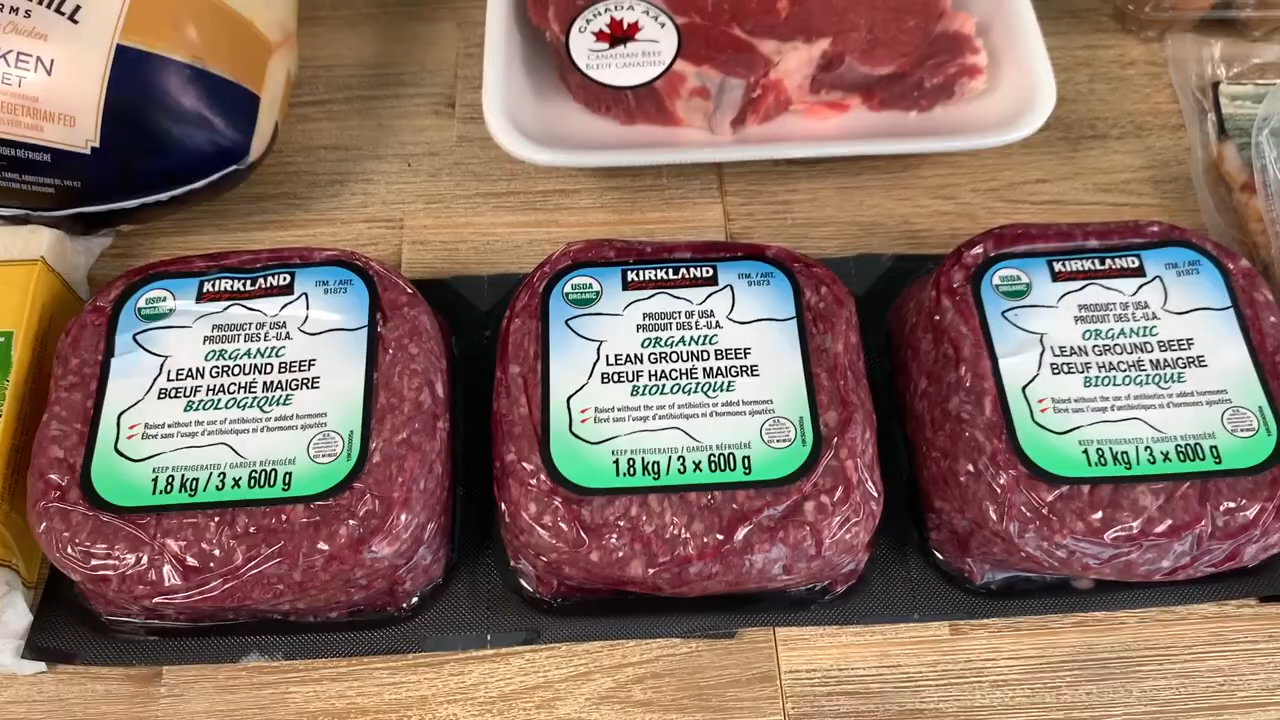 RMS
Chicken
KEN
ET
EGETARIAN FED
RDER RÉFRIGÉRÉ
CANADA AAA
CANADIAN BEEF
BŒUF CANADIEN
KIRKLAND
Signature
ITM. / ART.
91873
USDA
ORGANIC
PRODUCT OF USA
PRODUIT DES É.-U.A.
ORGANIC
LEAN GROUND BEEF
BŒUF HACHÉ MAIGRE
BIOLOGIQUE
Raised without the use of antibiotics or added hormones
Élevé sans l'usage d'antibiotiques ni d'hormones ajoutées
KEEP REFRIGERATED / GARDER RÉFRIGÉRÉ
1.8 kg / 3 × 600 g
KIRKLAND
Signature
ITM. / ART.
91873
USDA
ORGANIC
PRODUCT OF USA
PRODUIT DES É.-U.A.
ORGANIC
LEAN GROUND BEEF
BŒUF HACHÉ MAIGRE
BIOLOGIQUE
Raised without the use of antibiotics or added hormones
Élevé sans l'usage d'antibiotiques ni d'hormones ajoutées
KEEP REFRIGERATED / GARDER RÉFRIGÉRÉ
1.8 kg / 3 × 600 g
KIRKLAND
Signature
ITM. / ART.
91873
USDA
ORGANIC
PRODUCT OF USA
PRODUIT DES É.-U.A.
ORGANIC
LEAN GROUND BEEF
BŒUF HACHÉ MAIGRE
BIOLOGIQUE
Raised without the use of antibiotics or added hormones
Élevé sans l'usage d'antibiotiques ni d'hormones ajoutées
KEEP REFRIGERATED / GARDER RÉFRIGÉRÉ
1.8 kg / 3 × 600 g